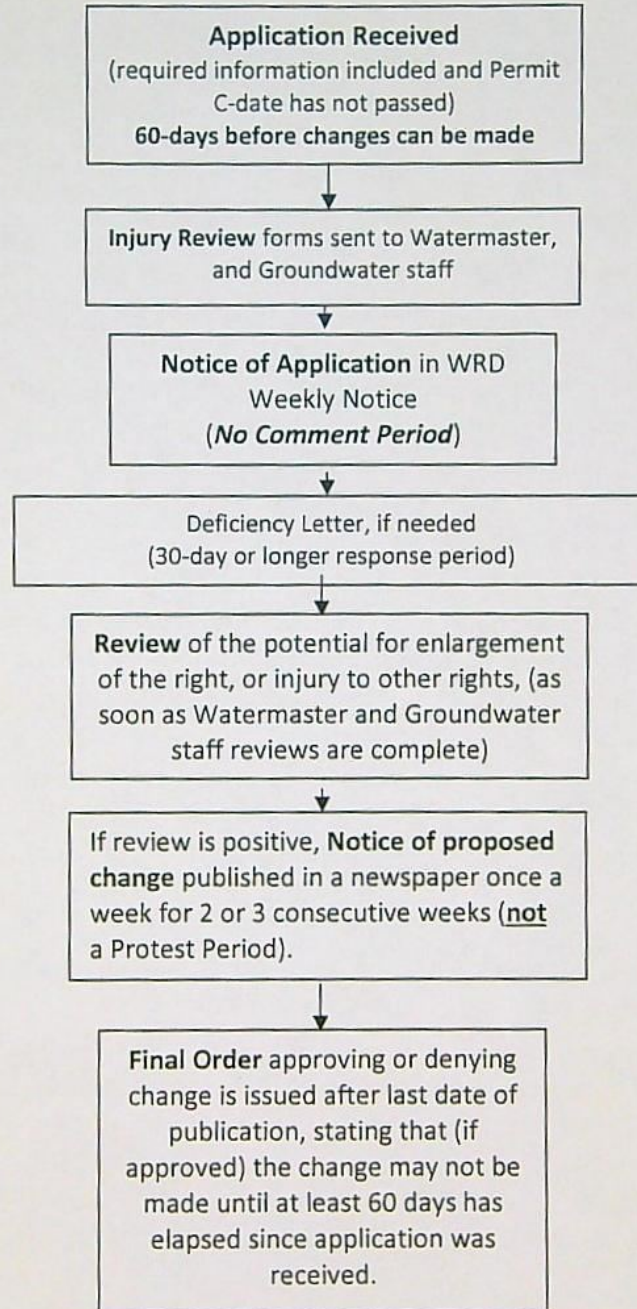 Application Received
(required information included and Permit
C-date has not passed)
60-days before changes can be made
Injury Review forms sent to Watermaster,
and Groundwater staff
Notice of Application in WRD
Weekly Notice
(No Comment Period)
Deficiency Letter, if needed
(30-day or longer response period)
Review of the potential for enlargement
of the right, or injury to other rights, (as
soon as Watermaster and Groundwater
staff reviews are complete)
If review is positive, Notice of proposed
change published in a newspaper once a
week for 2 or 3 consecutive weeks (not
a Protest Period).
Final Order approving or denying
change is issued after last date of
publication, stating that (if
approved) the change may not be
made until at least 60 days has
elapsed since application was
received.